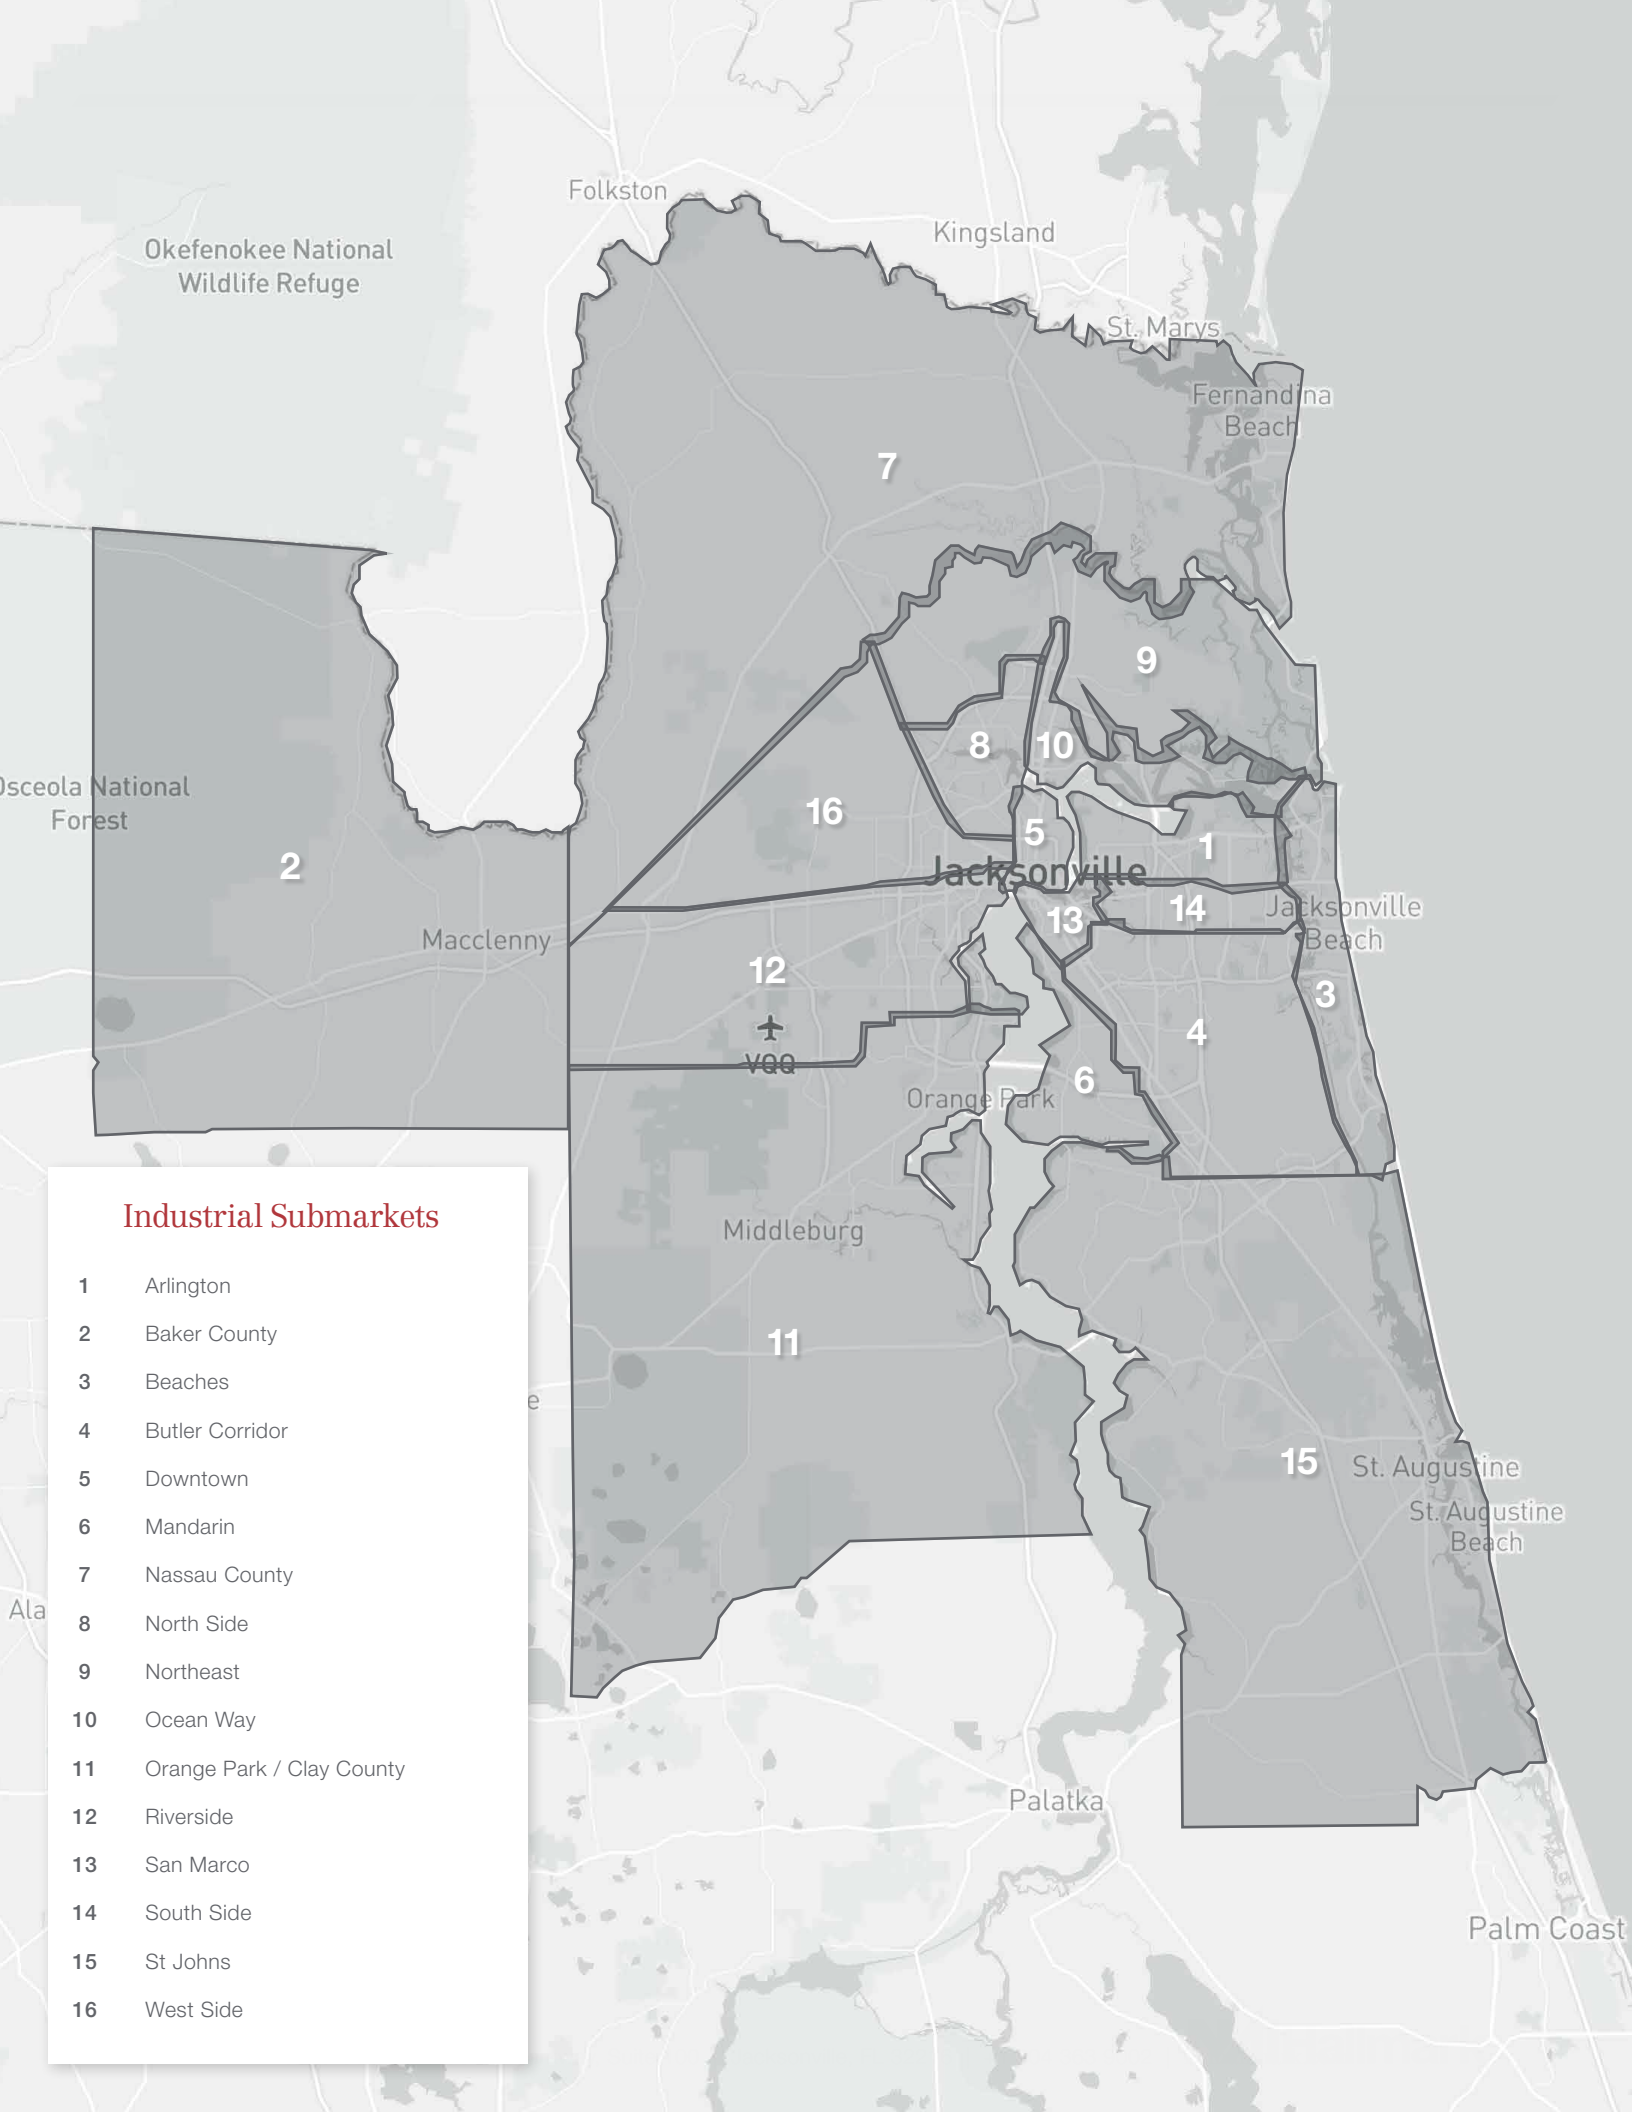 Folkston
Kingsland
Okefenokee National
Wildlife Refuge
St. Marys
Fernandina
Beach
7
9
8
10
Osceola National
Forest
16
5
1
2
Jacksonville
14
Jacksonville
Beach
13
Macclenny
12
3
4
VQQ
6
Orange Park
Middleburg
11
15
St. Augustine
St. Augustine
Beach
Palatka
Palm Coast
Ala
e
Industrial Submarkets
1 Arlington
2 Baker County
3 Beaches
4 Butler Corridor
5 Downtown
6 Mandarin
7 Nassau County
8 North Side
9 Northeast
10 Ocean Way
11 Orange Park / Clay County
12 Riverside
13 San Marco
14 South Side
15 St Johns
16 West Side